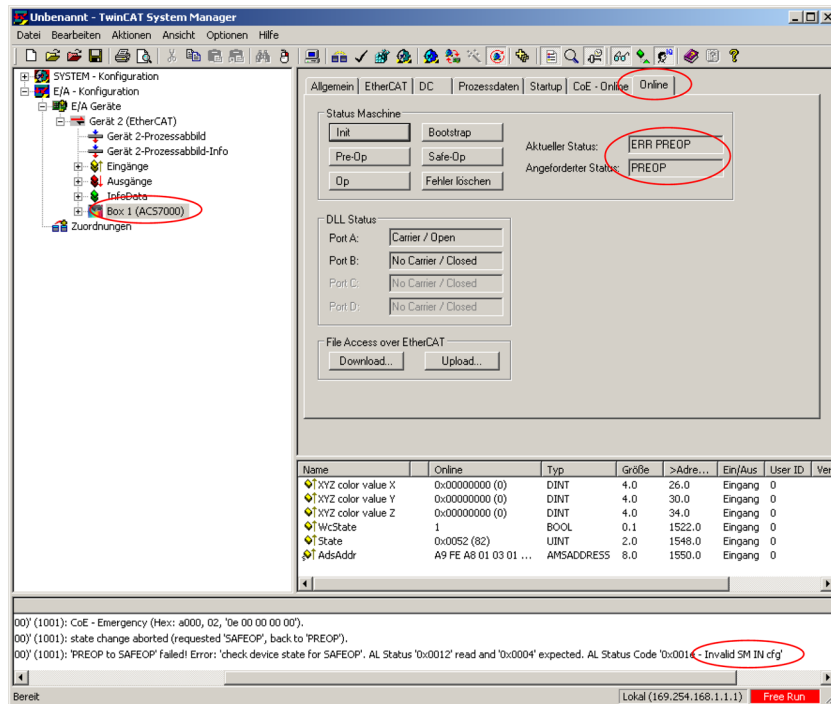 Unbenannt - TwinCAT System Manager
Datei Bearbeiten Aktionen Ansicht Optionen Hilfe
SYSTEM - Konfiguration
E/A - Konfiguration
E/A Geräte
Gerät 2 (EtherCAT)
Gerät 2-Prozessabbild
Gerät 2-Prozessabbild-Info
Eingänge
Ausgänge
InfoData
Box 1 (ACS7000)
Zuordnungen
Allgemein EtherCAT DC Prozessdaten Startup CoE - Online Online
Status Maschine
Init Bootstrap
Pre-Op Safe-Op
Op Fehler löschen
Aktueller Status: ERR PREOP
Angeforderter Status: PREOP
DLL Status
Port A: Carrier / Open
Port B: No Carrier / Closed
Port C: No Carrier / Closed
Port D: No Carrier / Closed
File Access over EtherCAT
Download... Upload...
Name Online Typ Größe >Adre... Ein/Aus User ID Ver
XYZ color value X 0x00000000 (0) DINT 4.0 26.0 Eingang 0
XYZ color value Y 0x00000000 (0) DINT 4.0 30.0 Eingang 0
XYZ color value Z 0x00000000 (0) DINT 4.0 34.0 Eingang 0
WcState 1 BOOL 0.1 1522.0 Eingang 0
State 0x0052 (82) UINT 2.0 1548.0 Eingang 0
AdsAddr A9 FE A8 01 03 01 ... AMSADDRESS 8.0 1550.0 Eingang 0
00)' (1001): CoE - Emergency (Hex: a000, 02, '0e 00 00 00 00').
00)' (1001): state change aborted (requested 'SAFEOP', back to 'PREOP').
00)' (1001): 'PREOP to SAFEOP' failed! Error: 'check device state for SAFEOP'. AL Status '0x0012' read and '0x0004' expected. AL Status Code - Invalid SM IN cfg'
Bereit Lokal (169.254.168.1.1.1) Free Run